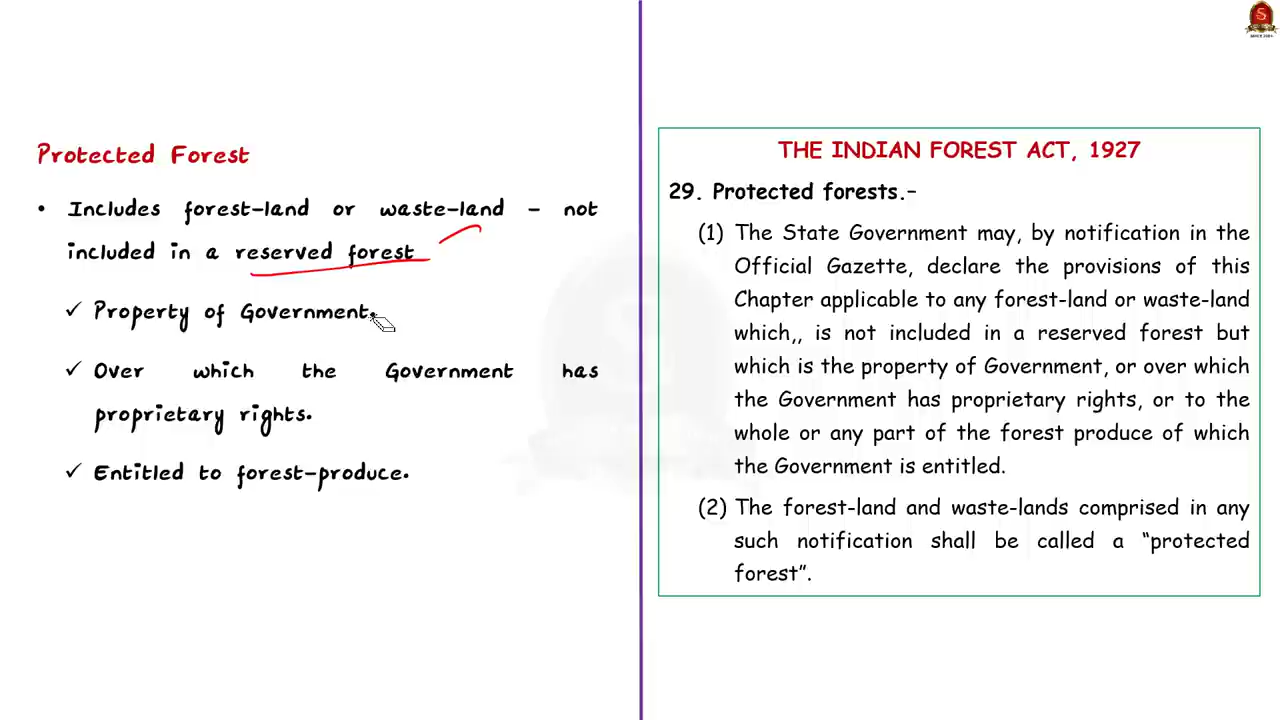 Protected Forest
• Includes forest-land or waste-land - not
included in a reserved forest
✓ Property of Government.
✓ Over which the Government has
proprietary rights.
✓ Entitled to forest-produce.
THE INDIAN FOREST ACT, 1927
29. Protected forests.-
(1) The State Government may, by notification in the
Official Gazette, declare the provisions of this
Chapter applicable to any forest-land or waste-land
which,, is not included in a reserved forest but
which is the property of Government, or over which
the Government has proprietary rights, or to the
whole or any part of the forest produce of which
the Government is entitled.
(2) The forest-land and waste-lands comprised in any
such notification shall be called a “protected
forest”.